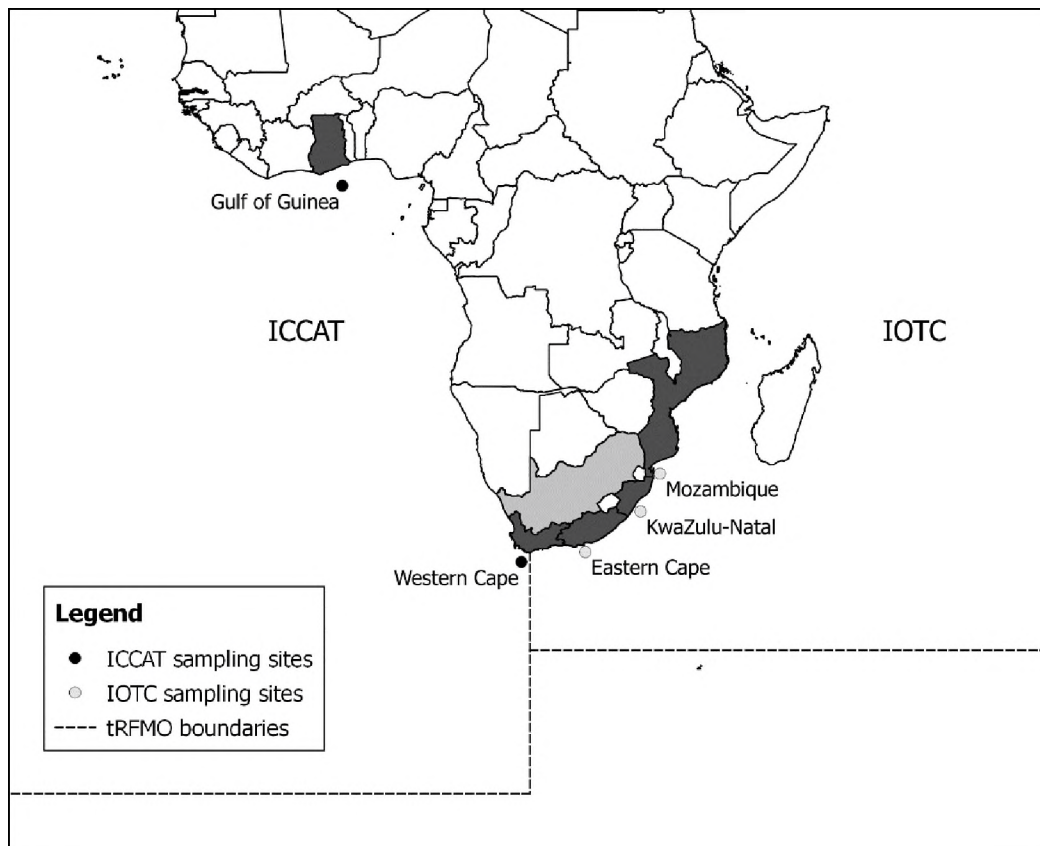 Gulf of Guinea
ICCAT
IOTC
Mozambique
KwaZulu-Natal
Eastern Cape
Western Cape
Legend
ICCAT sampling sites
IOTC sampling sites
tRFMO boundaries